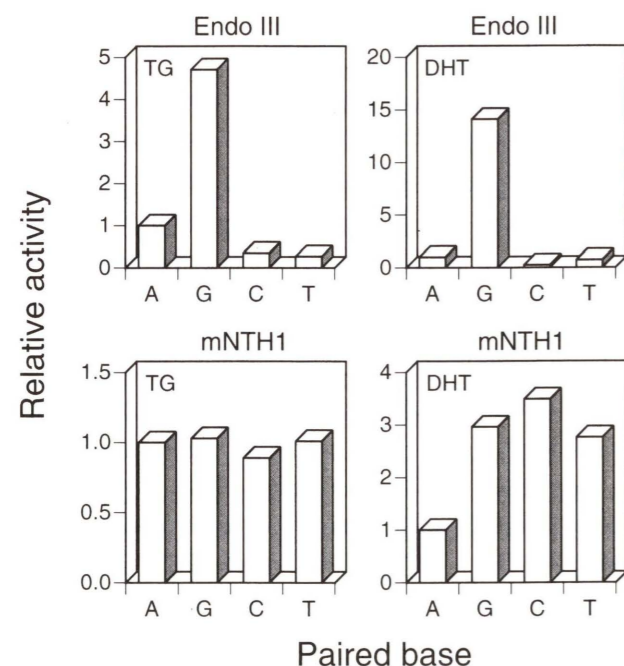 Endo III
Endo III
TG
5
4
3
2
1
0
A G C T
DHT
20
15
10
5
0
A G C T
Relative activity
mNTH1
mNTH1
TG
1.5
1.0
0.5
0.0
A G C T
DHT
4
3
2
1
0
A G C T
Paired base